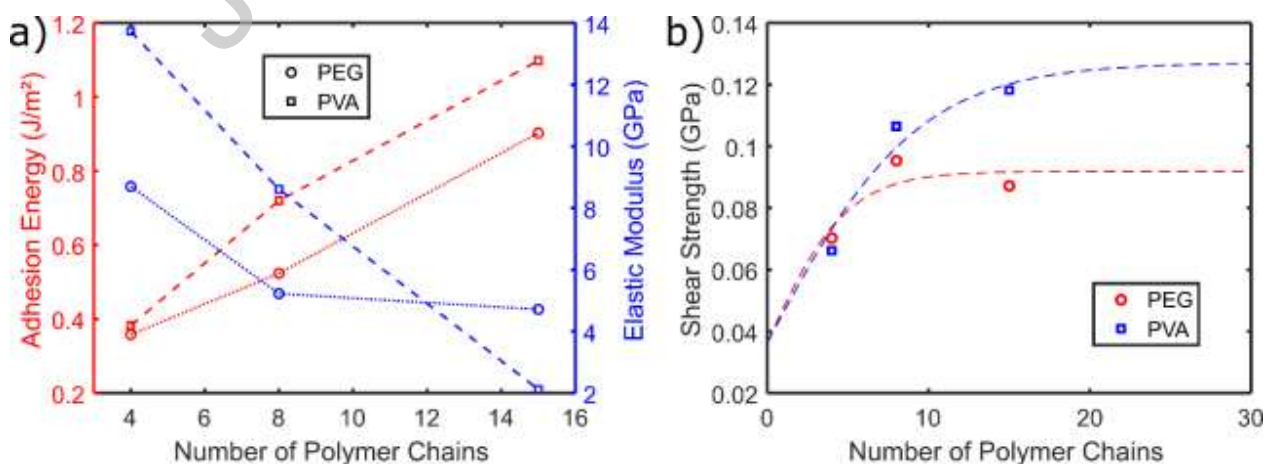 a)
1.2
1
0.8
0.6
0.4
0.2
Adhesion Energy (J/m²)
PEG
PVA
14
12
10
8
6
4
2
Elastic Modulus (GPa)
4 6 8 10 12 14 16
Number of Polymer Chains
b)
0.14
0.12
0.1
0.08
0.06
0.04
0.02
Shear Strength (GPa)
PEG
PVA
0 10 20 30
Number of Polymer Chains